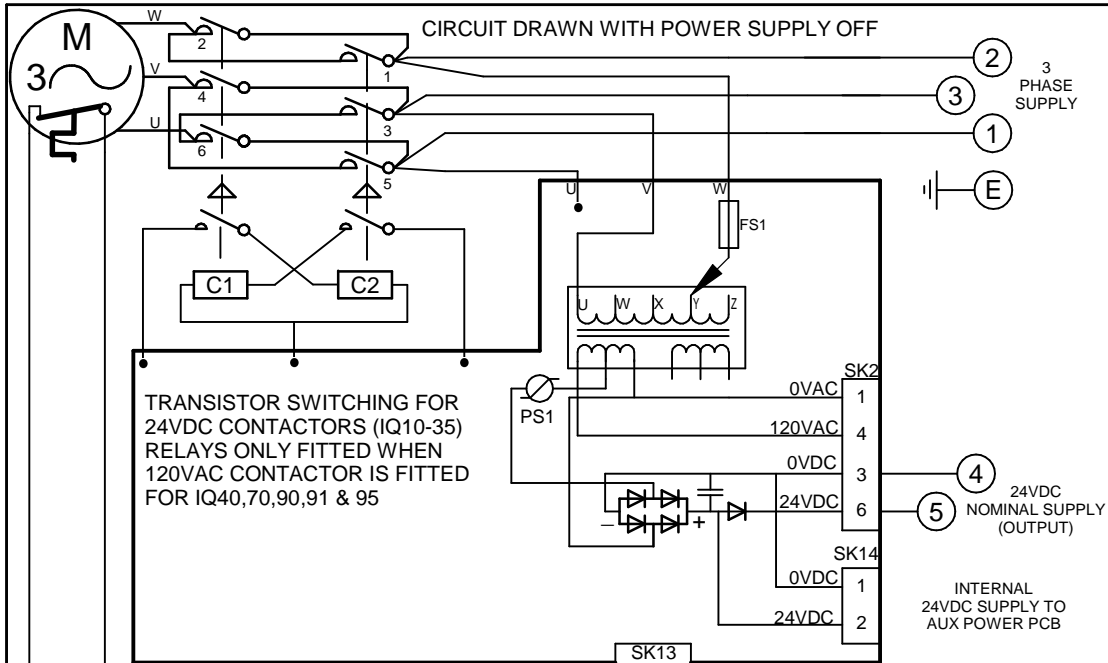 CIRCUIT DRAWN WITH POWER SUPPLY OFF
W
M
3
V
U
2
4
6
1
3
5
2
3
1
E
3
PHASE
SUPPLY
U
V
W
FS1
C1
C2
U
W
X
Y
Z
PS1
TRANSISTOR SWITCHING FOR
24VDC CONTACTORS (IQ10-35)
RELAYS ONLY FITTED WHEN
120VAC CONTACTOR IS FITTED
FOR IQ40,70,90,91 & 95
SK2
0VAC 1
120VAC 4
0VDC 3
24VDC 6
4
5
24VDC
NOMINAL SUPPLY
(OUTPUT)
– +
SK14
0VDC 1
24VDC 2
INTERNAL
24VDC SUPPLY TO
AUX POWER PCB
SK13